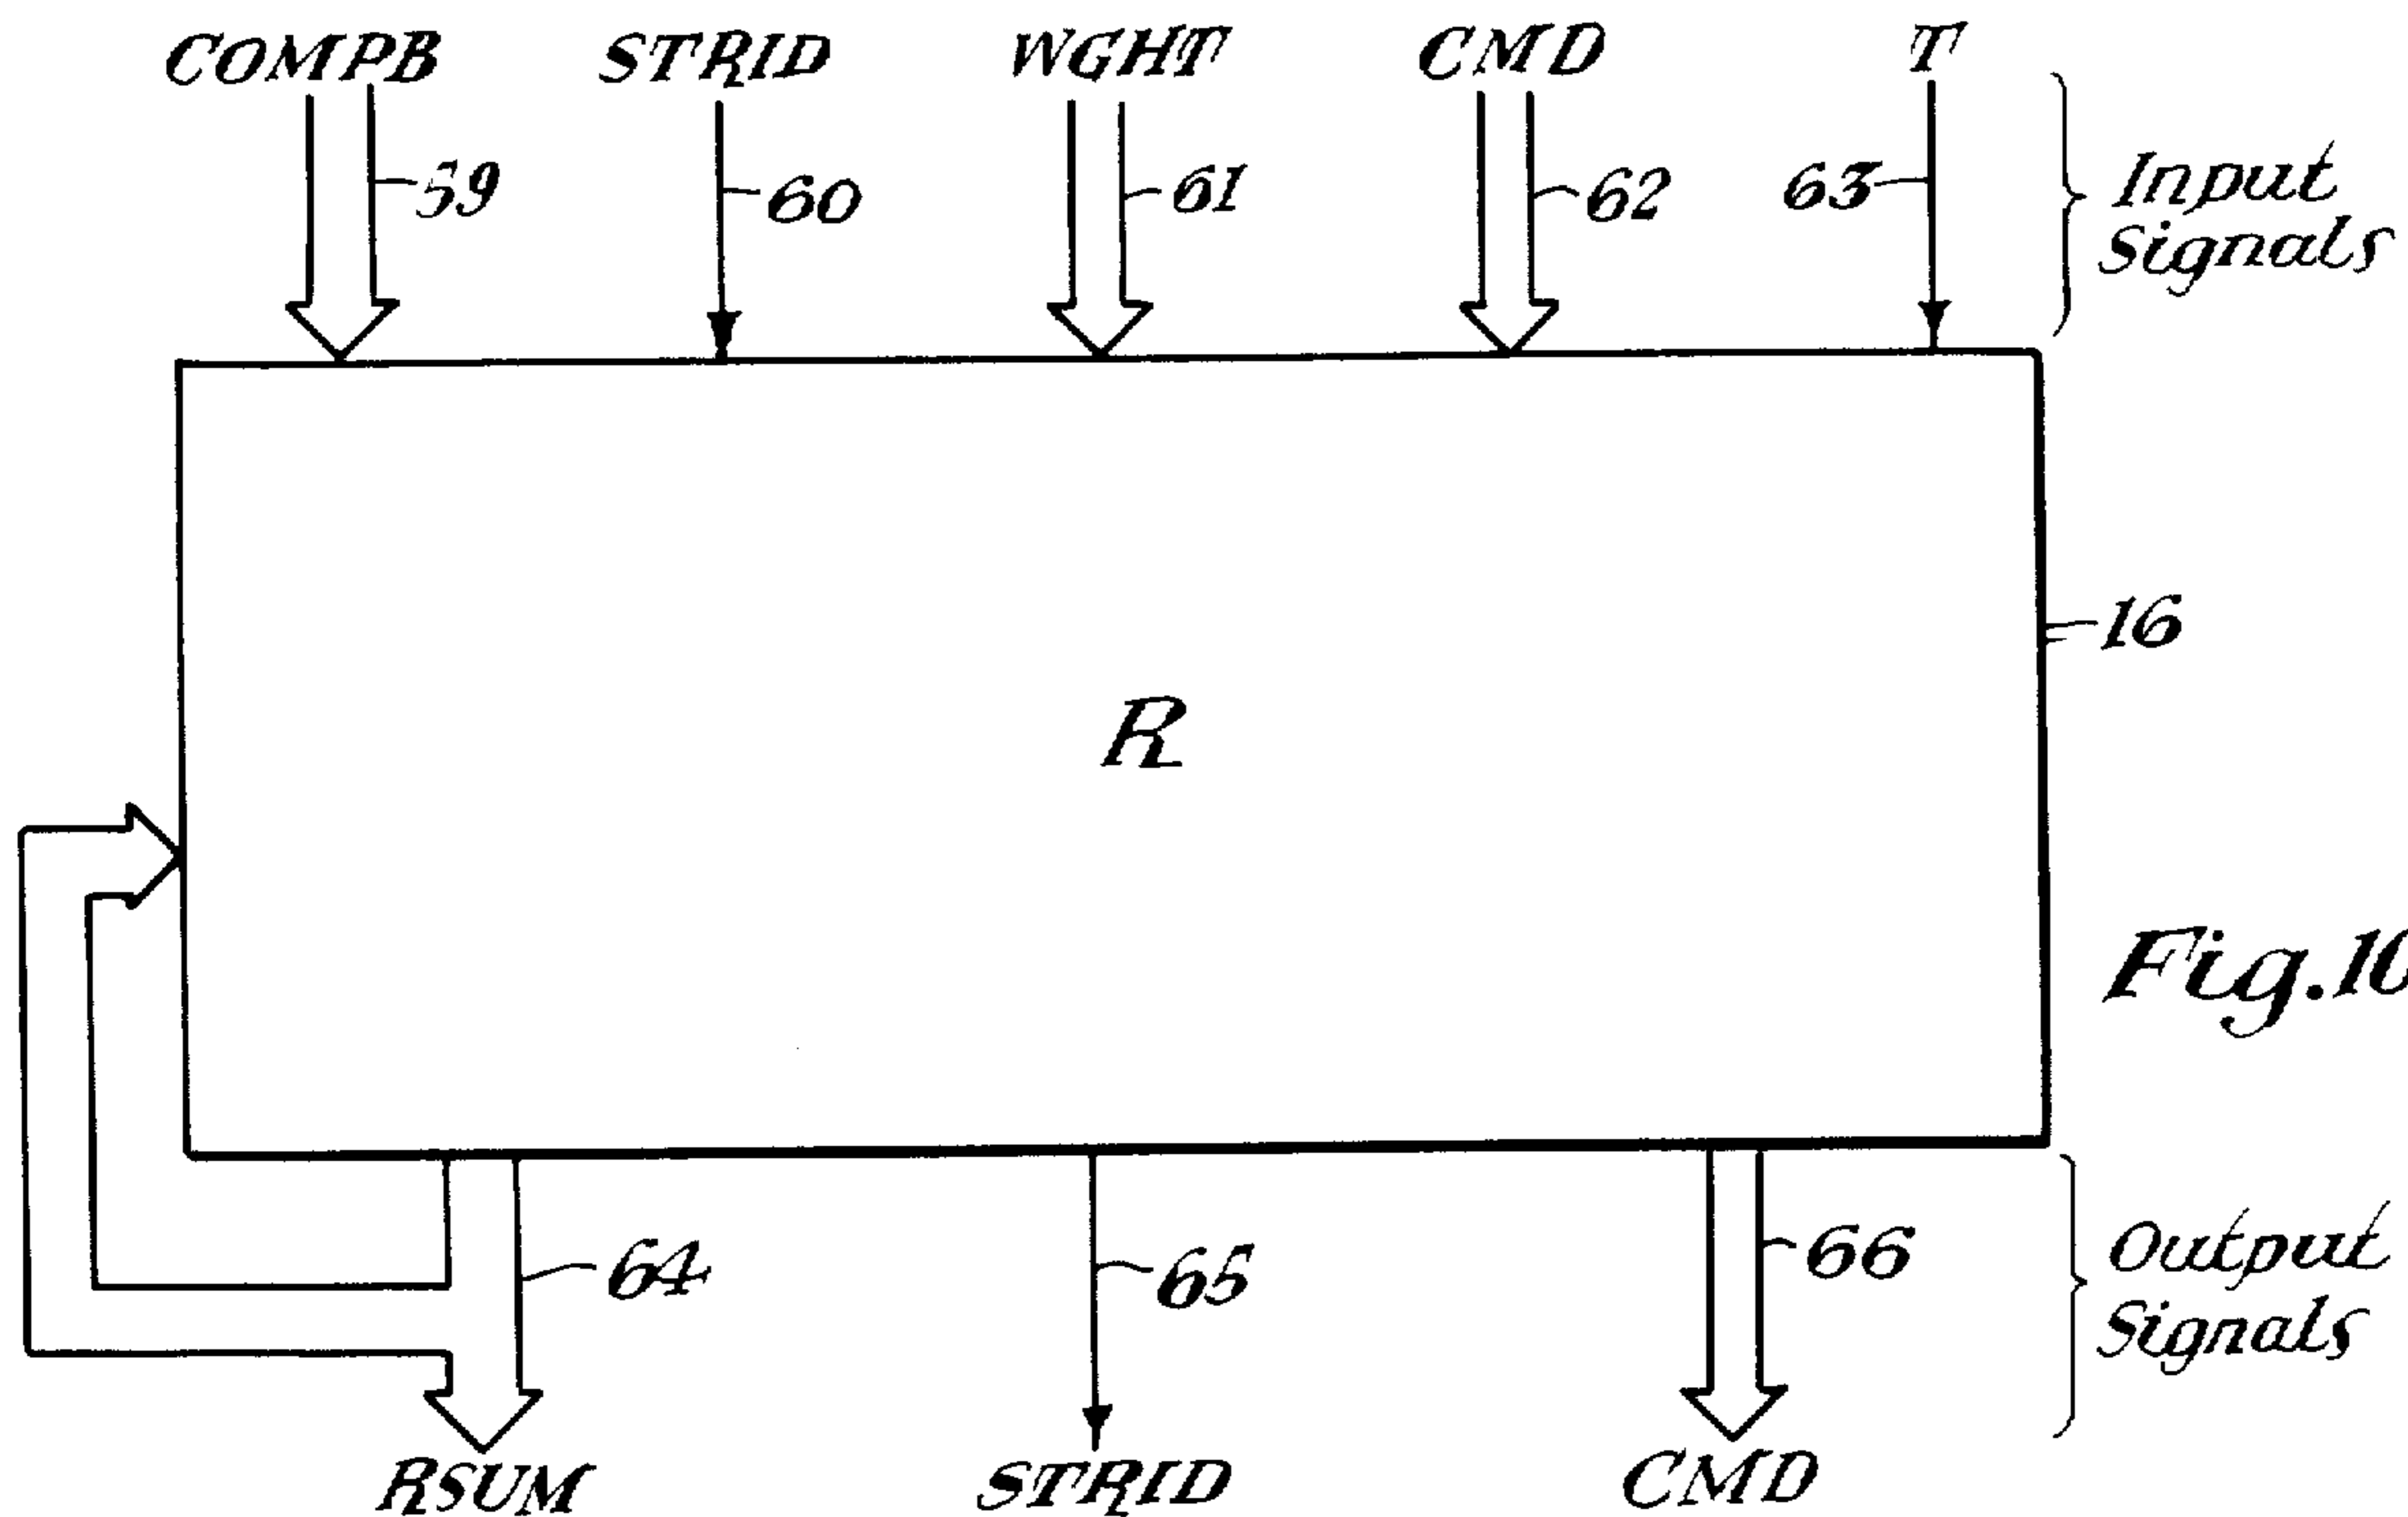 COMPB STRID WGHT CMD T
59 60 61 62 63 Input
Signals
16
R
Fig.10
64 65 66 Output
Signals
RSUM STRID CMD